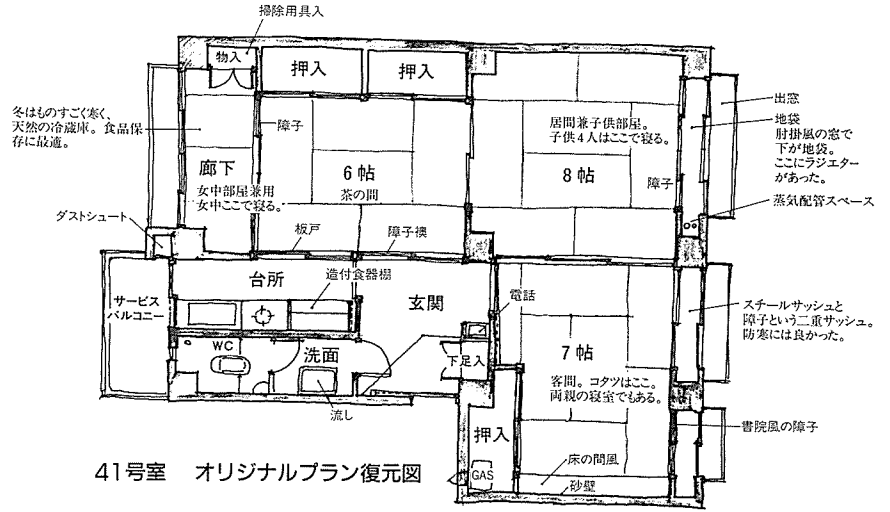 掃除用具入
物入
押入
押入
冬はものすごく寒く、
天然の冷蔵庫。食品保
存に最適。
障子
居間兼子供部屋。
子供4人はここで寝る。
出窓
地袋
肘掛風の窓で
下が地袋。
ここにラジエター
があった。
廊下
女中部屋兼用
女中ここで寝る。
6帖
茶の間
8帖
障子
蒸気配管スペース
ダストシュート
板戸
障子襖
台所
造付食器棚
玄関
電話
サービス
バルコニー
スチールサッシュと
障子という二重サッシュ。
防寒には良かった。
WC
洗面
下足入
7帖
客間。コタツはここ。
両親の寝室でもある。
流し
押入
書院風の障子
床の間風
GAS
砂壁
41号室 オリジナルプラン復元図